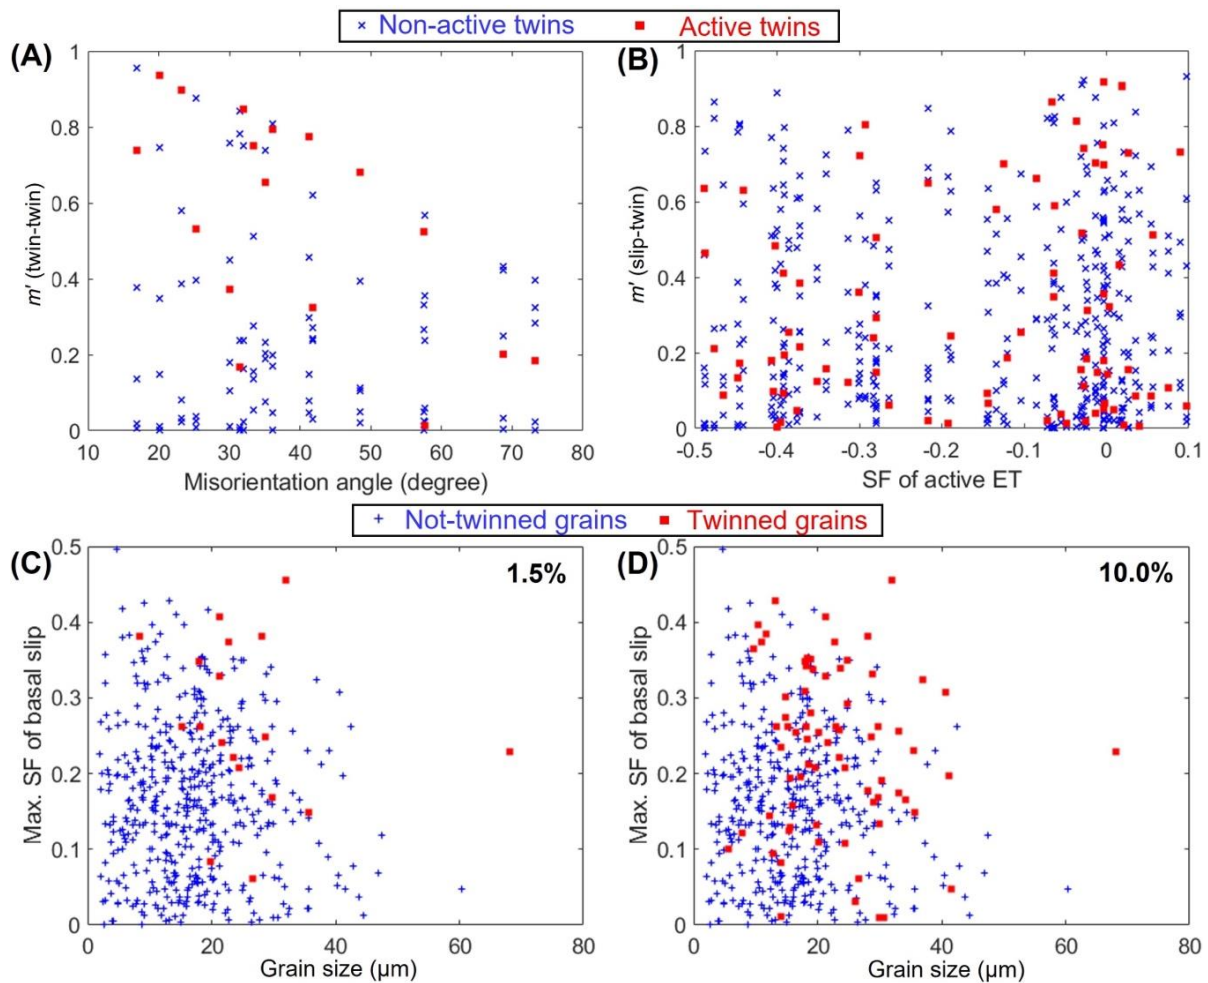 × Non-active twins ■ Active twins
(A)
1
0.8
0.6
0.4
0.2
0
m' (twin-twin)
10 20 30 40 50 60 70 80
Misorientation angle (degree)
(B)
1
0.8
0.6
0.4
0.2
0
m' (slip-twin)
-0.5 -0.4 -0.3 -0.2 -0.1 0 0.1
SF of active ET
+ Not-twinned grains ■ Twinned grains
(C)
1.5%
0.5
0.4
0.3
0.2
0.1
0
Max. SF of basal slip
0 20 40 60 80
Grain size (μm)
(D)
10.0%
0.5
0.4
0.3
0.2
0.1
0
Max. SF of basal slip
0 20 40 60 80
Grain size (μm)